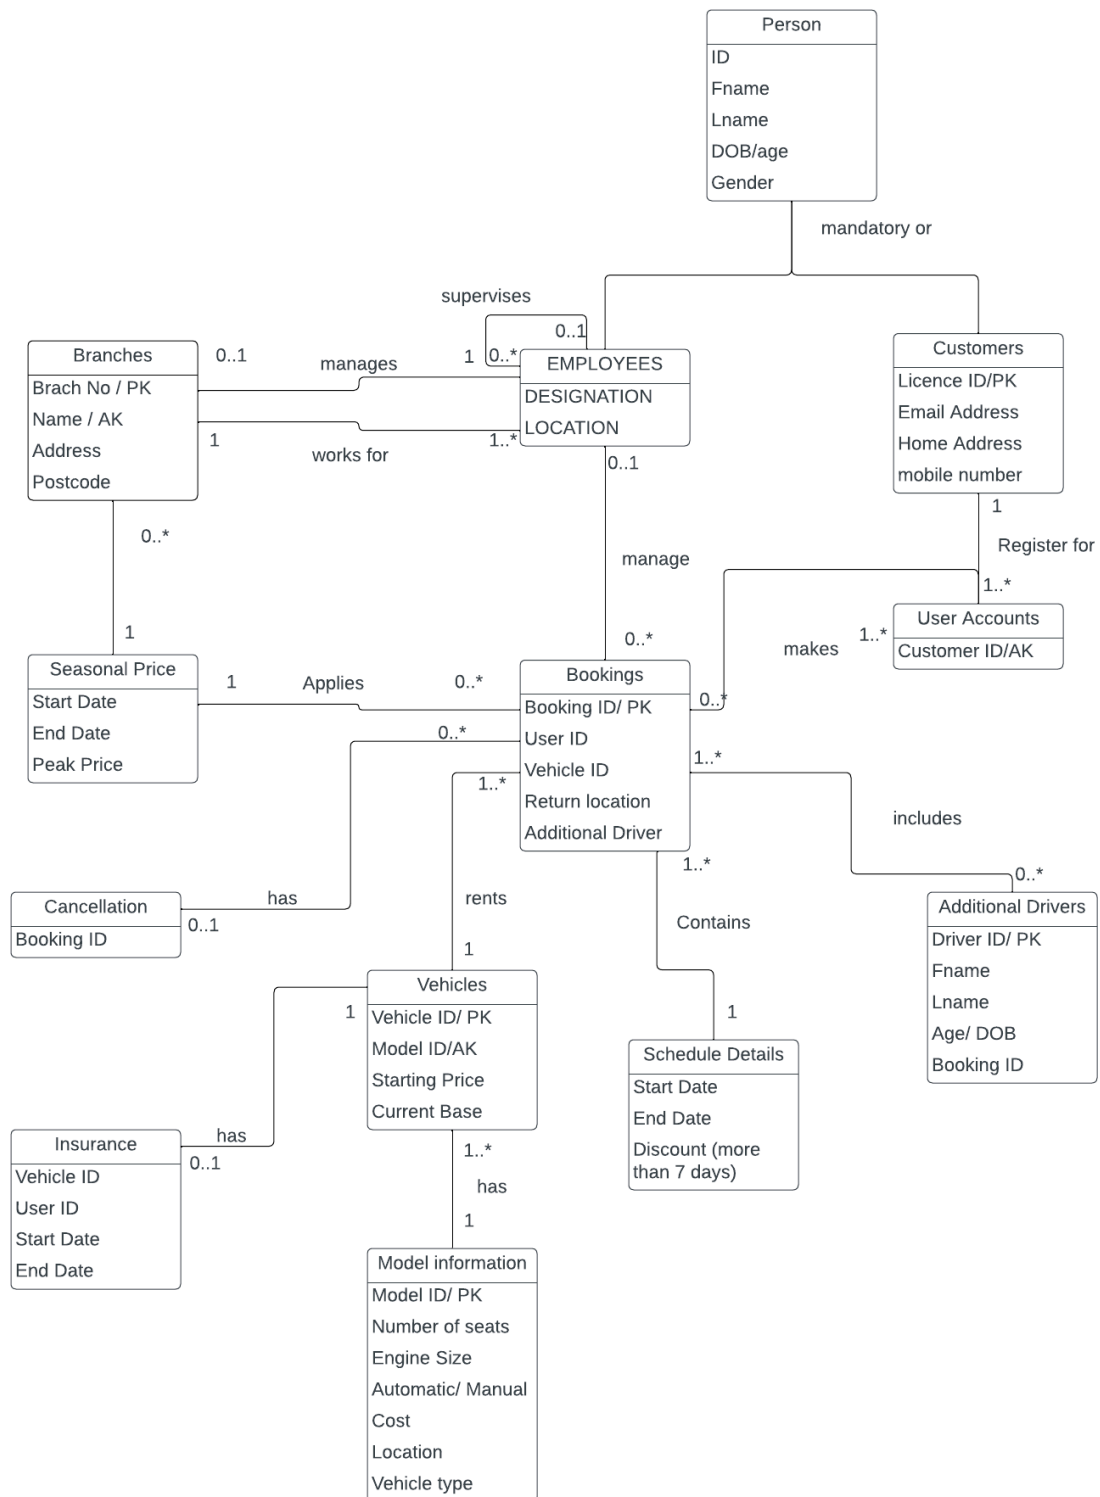 Person
ID
Fname
Lname
DOB/age
Gender
mandatory or
supervises
0..1
0..*
1
manages
0..1
Branches
Brach No / PK
Name / AK
Address
Postcode
EMPLOYEES
DESIGNATION
LOCATION
Customers
Licence ID/PK
Email Address
Home Address
mobile number
1
works for
1..*
0..1
1
Register for
1..*
0..*
manage
0..*
1
User Accounts
Customer ID/AK
makes
1..*
0..*
Seasonal Price
Start Date
End Date
Peak Price
1
Applies
0..*
Bookings
Booking ID/ PK
User ID
Vehicle ID
Return location
Additional Driver
0..*
1..*
1..*
1..*
includes
0..*
has
0..1
Cancellation
Booking ID
rents
1
Contains
1
Additional Drivers
Driver ID/ PK
Fname
Lname
Age/ DOB
Booking ID
Vehicles
Vehicle ID/ PK
Model ID/AK
Starting Price
Current Base
1
Schedule Details
Start Date
End Date
Discount (more
than 7 days)
has
0..1
Insurance
Vehicle ID
User ID
Start Date
End Date
1..*
has
1
Model information
Model ID/ PK
Number of seats
Engine Size
Automatic/ Manual
Cost
Location
Vehicle type